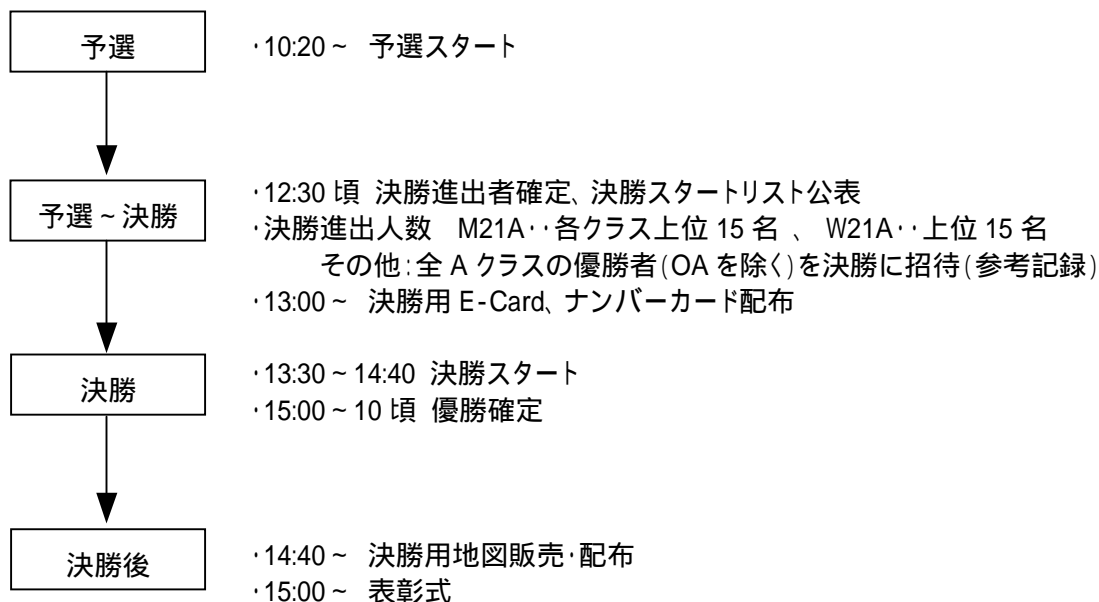 予選
·10:20～ 予選スタート
予選～決勝
·12:30 頃 決勝進出者確定、決勝スタートリスト公表
·決勝進出人数 M21A··各クラス上位 15 名 、 W21A··上位 15 名
その他:全 A クラスの優勝者(OA を除く)を決勝に招待(参考記録)
·13:00～ 決勝用 E-Card、ナンバーカード配布
決勝
·13:30～14:40 決勝スタート
·15:00～10 頃 優勝確定
決勝後
·14:40～ 決勝用地図販売·配布
·15:00～ 表彰式